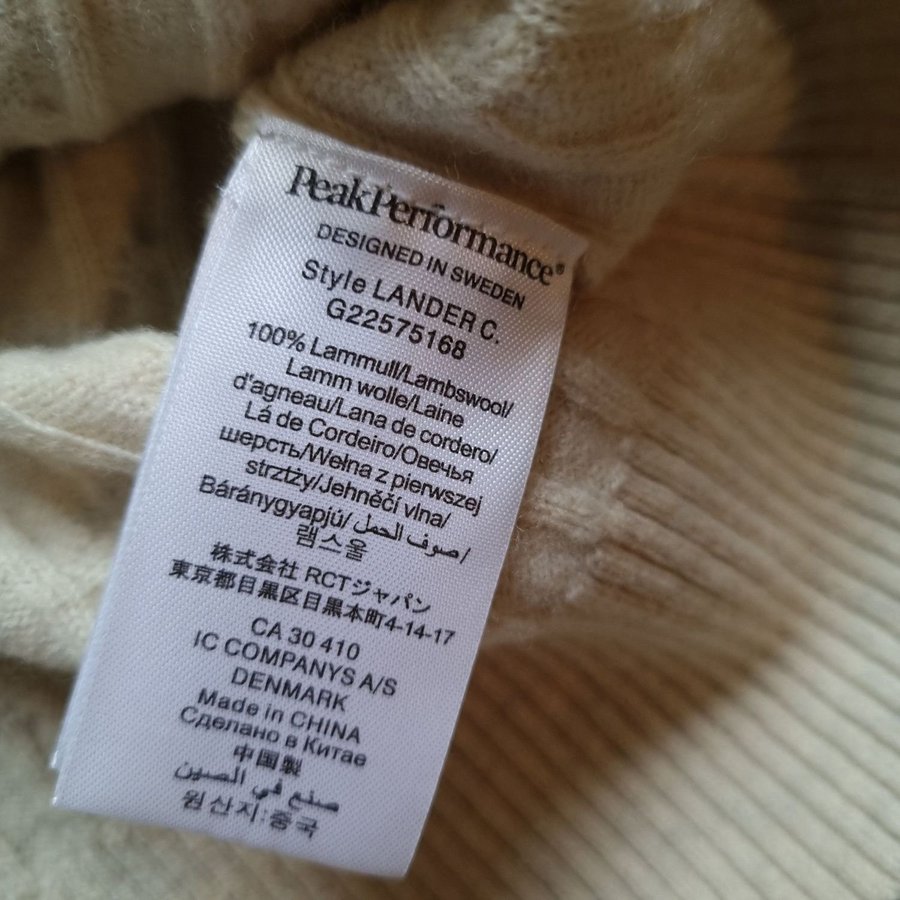 PeakPerformance®
DESIGNED IN SWEDEN
Style LANDER C.
G22575168
100% Lammull/Lambswool/
Lamm wolle/Laine
d'agneau/Lana de cordero/
Lá de Cordeiro/Овечья
шерсть/Wełna z pierwszej
strztży/Jehněčí vlna/
Báránygyapjú/صوف الحمل/
램스울
株式会社 RCTジャパン
東京都目黒区目黒本町4-14-17
CA 30 410
IC COMPANYS A/S
DENMARK
Made in CHINA
Сделано в Китае
中国製
صنع في الصين
원산지:중국